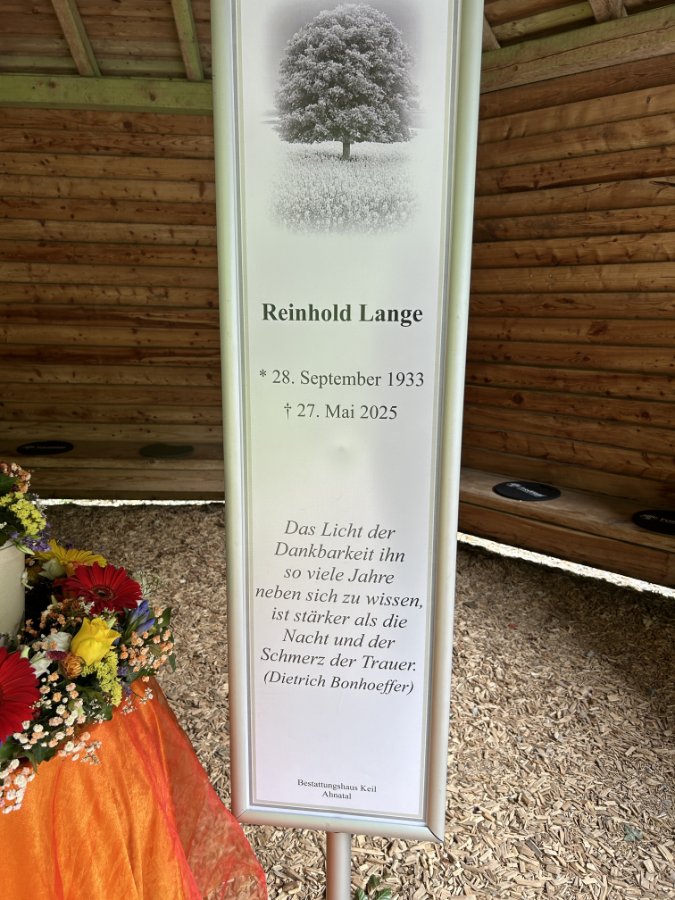 Reinhold Lange
* 28. September 1933
† 27. Mai 2025
Das Licht der
Dankbarkeit ihn
so viele Jahre
neben sich zu wissen,
ist stärker als die
Nacht und der
Schmerz der Trauer.
(Dietrich Bonhoeffer)
Bestattungshaus Keil
Ahnatal